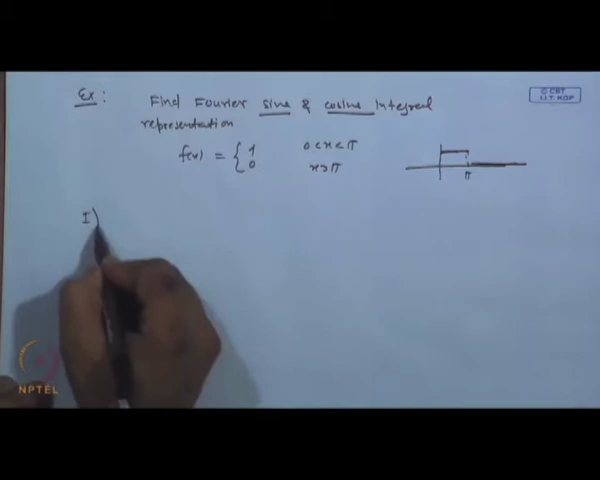 © CET
I.I.T. KGP
Ex: Find Fourier sine & cosine integral
representation
f(x) = { 1 0<x<π
0 x>π
π
I)
NPTEL